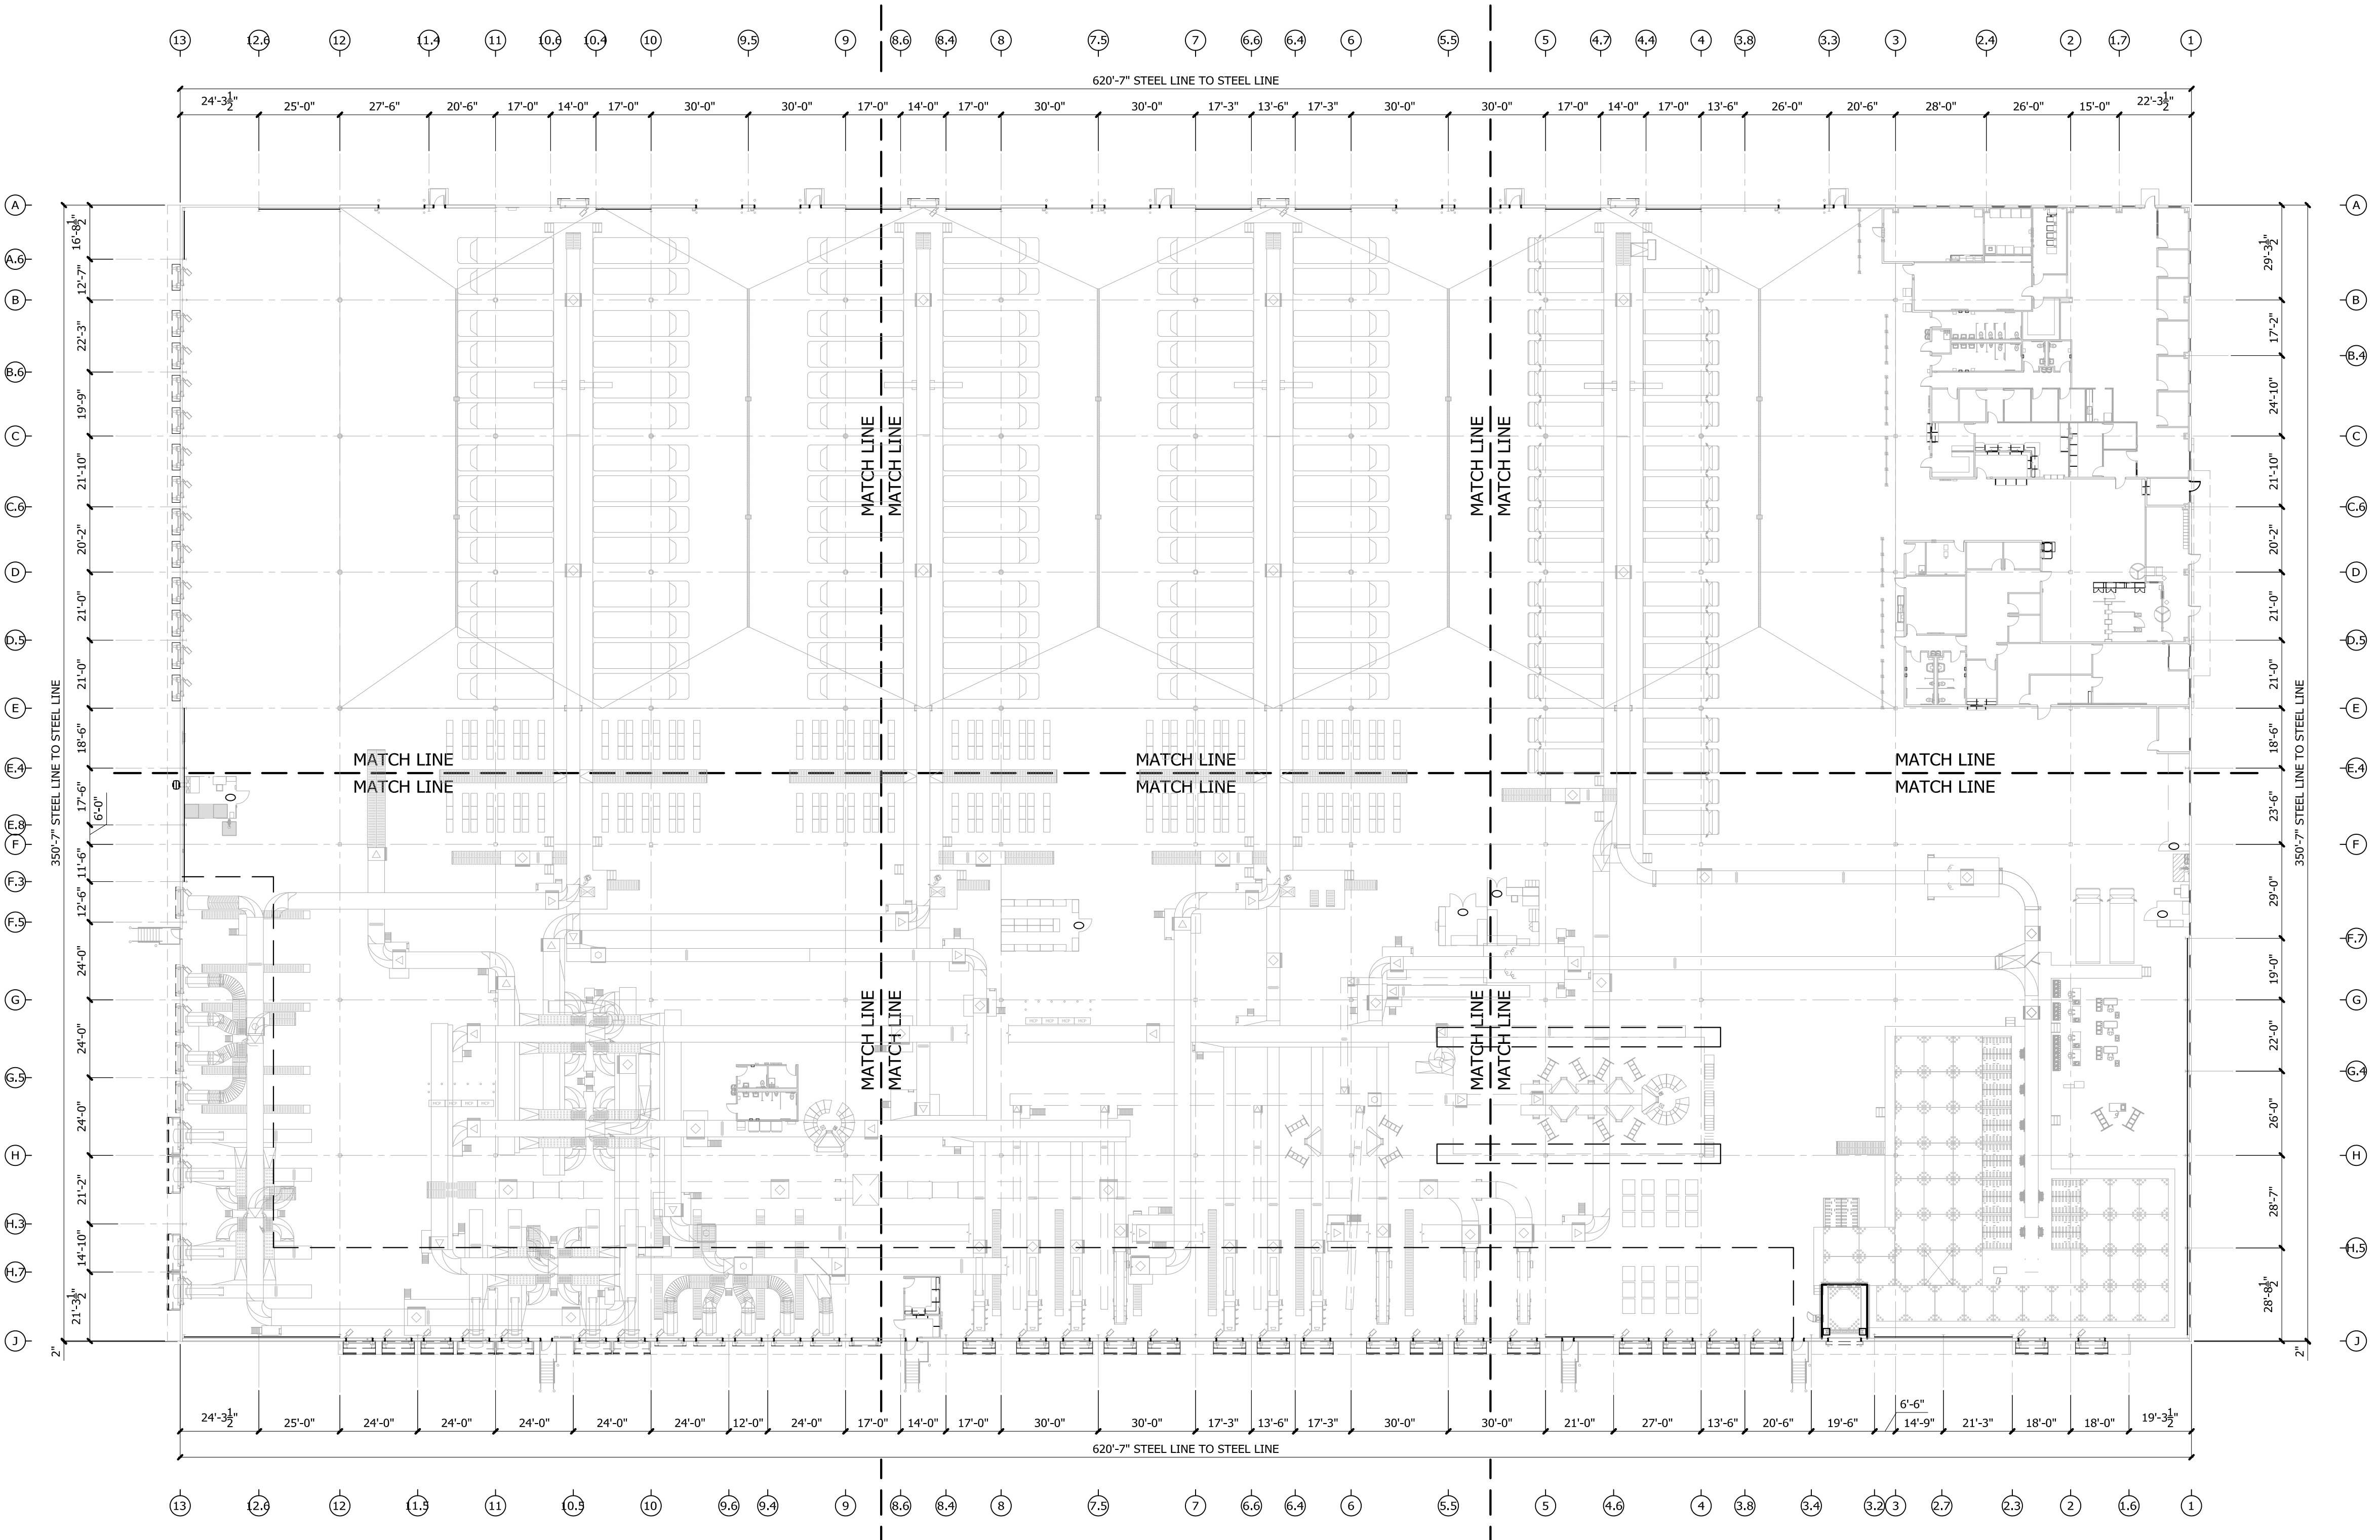 13 12.6 12 11.4 11 10.6 10.4 10 9.5 9 8.6 8.4 8 7.5 7 6.6 6.4 6 5.5 5 4.7 4.4 4 3.8 3.3 3 2.4 2 1.7 1
620'-7" STEEL LINE TO STEEL LINE
24'-3 1/2" 25'-0" 27'-6" 20'-6" 17'-0" 14'-0" 17'-0" 30'-0" 30'-0" 17'-0" 14'-0" 17'-0" 30'-0" 30'-0" 17'-3" 13'-6" 17'-3" 30'-0" 30'-0" 17'-0" 14'-0" 17'-0" 13'-6" 26'-0" 20'-6" 28'-0" 26'-0" 15'-0" 22'-3 1/2"
A
A.6
B
B.6
C
C.6
D
D.5
E
E.4
E.8
F
F.3
F.5
G
G.5
H
H.3
H.7
J
350'-7" STEEL LINE TO STEEL LINE
16'-8 1/2"
12'-7"
22'-3"
19'-9"
21'-10"
20'-2"
21'-0"
21'-0"
18'-6"
17'-6"
6'-0"
11'-6"
12'-6"
24'-0"
24'-0"
24'-0"
21'-2"
14'-10"
21'-3 1/2"
2"
MATCH LINE
MATCH LINE
MATCH LINE
MATCH LINE
MATCH LINE
MATCH LINE
MATCH LINE
MATCH LINE
MATCH LINE
MATCH LINE
MATCH LINE
MATCH LINE
MATCH LINE
MATCH LINE
29'-3 1/2"
17'-2"
24'-10"
21'-10"
20'-2"
21'-0"
21'-0"
18'-6"
23'-6"
29'-0"
19'-0"
22'-0"
26'-0"
28'-7"
28'-8 1/2"
2"
350'-7" STEEL LINE TO STEEL LINE
A
B
B.4
C
C.6
D
D.5
E
E.4
F
F.7
G
G.4
H
H.5
J
24'-3 1/2" 25'-0" 24'-0" 24'-0" 24'-0" 24'-0" 24'-0" 12'-0" 24'-0" 17'-0" 14'-0" 17'-0" 30'-0" 30'-0" 17'-3" 13'-6" 17'-3" 30'-0" 30'-0" 21'-0" 27'-0" 13'-6" 20'-6" 19'-6" 6'-6" 14'-9" 21'-3" 18'-0" 18'-0" 19'-3 1/2"
620'-7" STEEL LINE TO STEEL LINE
13 12.6 12 11.5 11 10.5 10 9.6 9.4 9 8.6 8.4 8 7.5 7 6.6 6.4 6 5.5 5 4.6 4 3.8 3.4 3.2 3 2.7 2.3 2 1.6 1